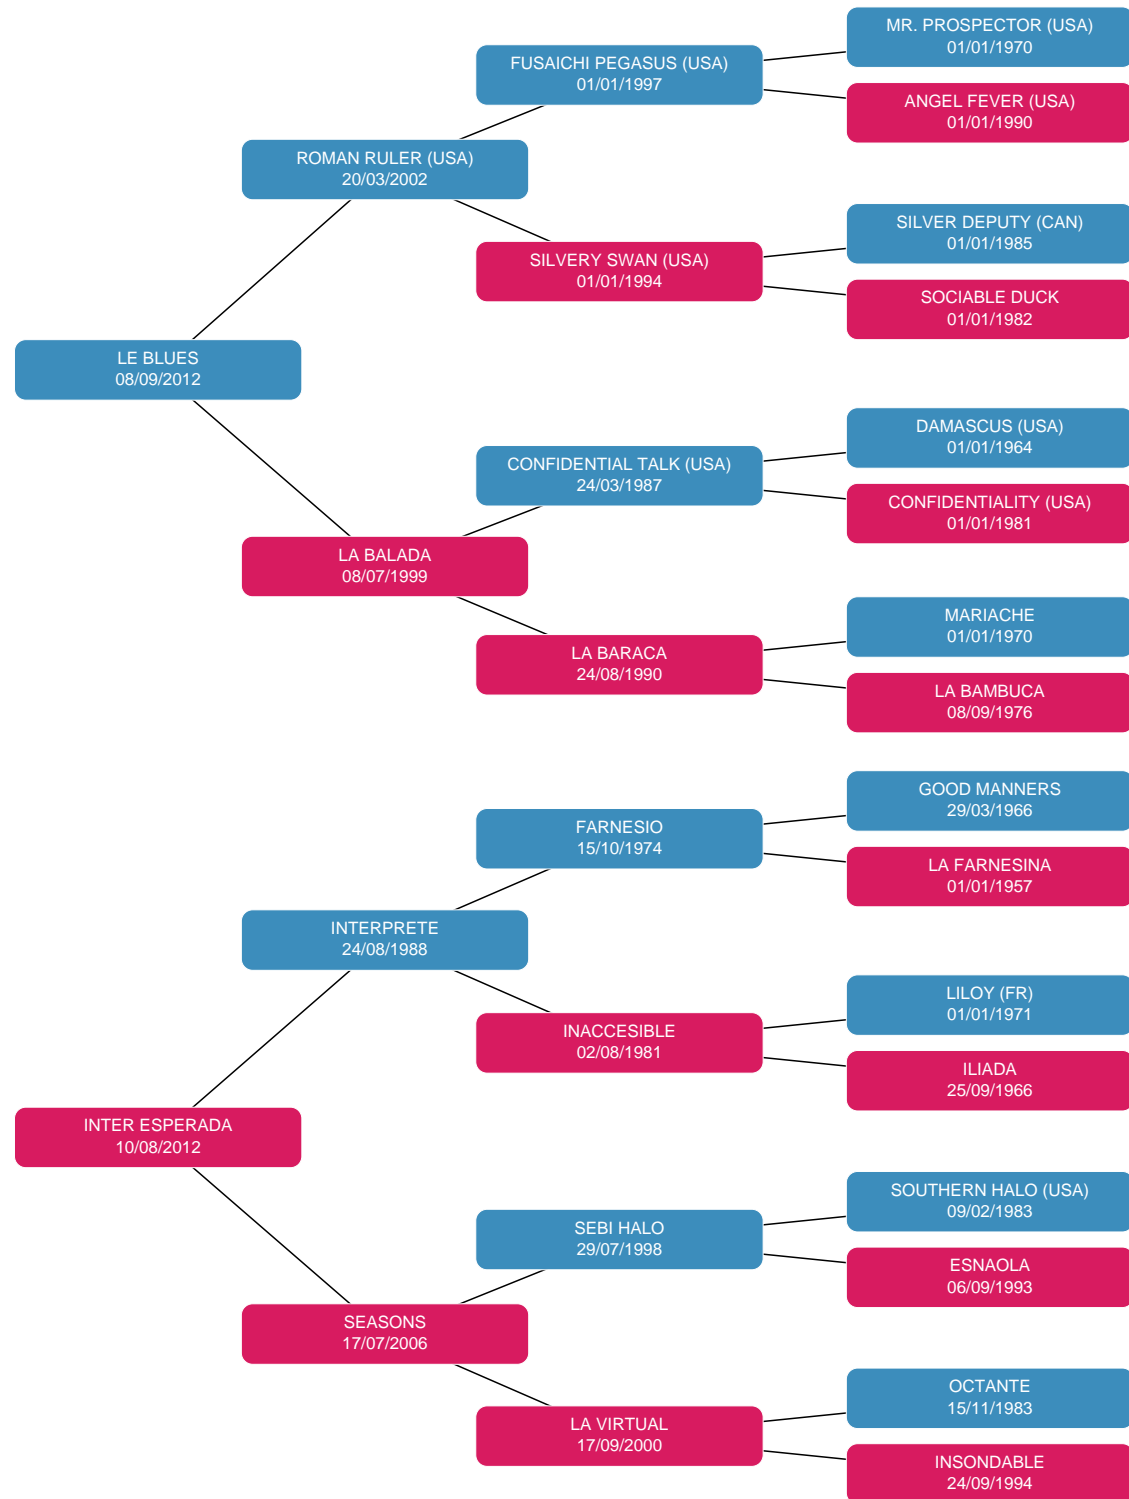 MR. PROSPECTOR (USA)
01/01/1970
FUSAICHI PEGASUS (USA)
01/01/1997
ANGEL FEVER (USA)
01/01/1990
ROMAN RULER (USA)
20/03/2002
SILVER DEPUTY (CAN)
01/01/1985
SILVERY SWAN (USA)
01/01/1994
SOCIABLE DUCK
01/01/1982
LE BLUES
08/09/2012
DAMASCUS (USA)
01/01/1964
CONFIDENTIAL TALK (USA)
24/03/1987
CONFIDENTIALITY (USA)
01/01/1981
LA BALADA
08/07/1999
MARIACHE
01/01/1970
LA BARACA
24/08/1990
LA BAMBUCA
08/09/1976
GOOD MANNERS
29/03/1966
FARNESIO
15/10/1974
LA FARNESINA
01/01/1957
INTERPRETE
24/08/1988
LILOY (FR)
01/01/1971
INACCESIBLE
02/08/1981
ILIADA
25/09/1966
INTER ESPERADA
10/08/2012
SOUTHERN HALO (USA)
09/02/1983
SEBI HALO
29/07/1998
ESNAOLA
06/09/1993
SEASONS
17/07/2006
OCTANTE
15/11/1983
LA VIRTUAL
17/09/2000
INSONDABLE
24/09/1994